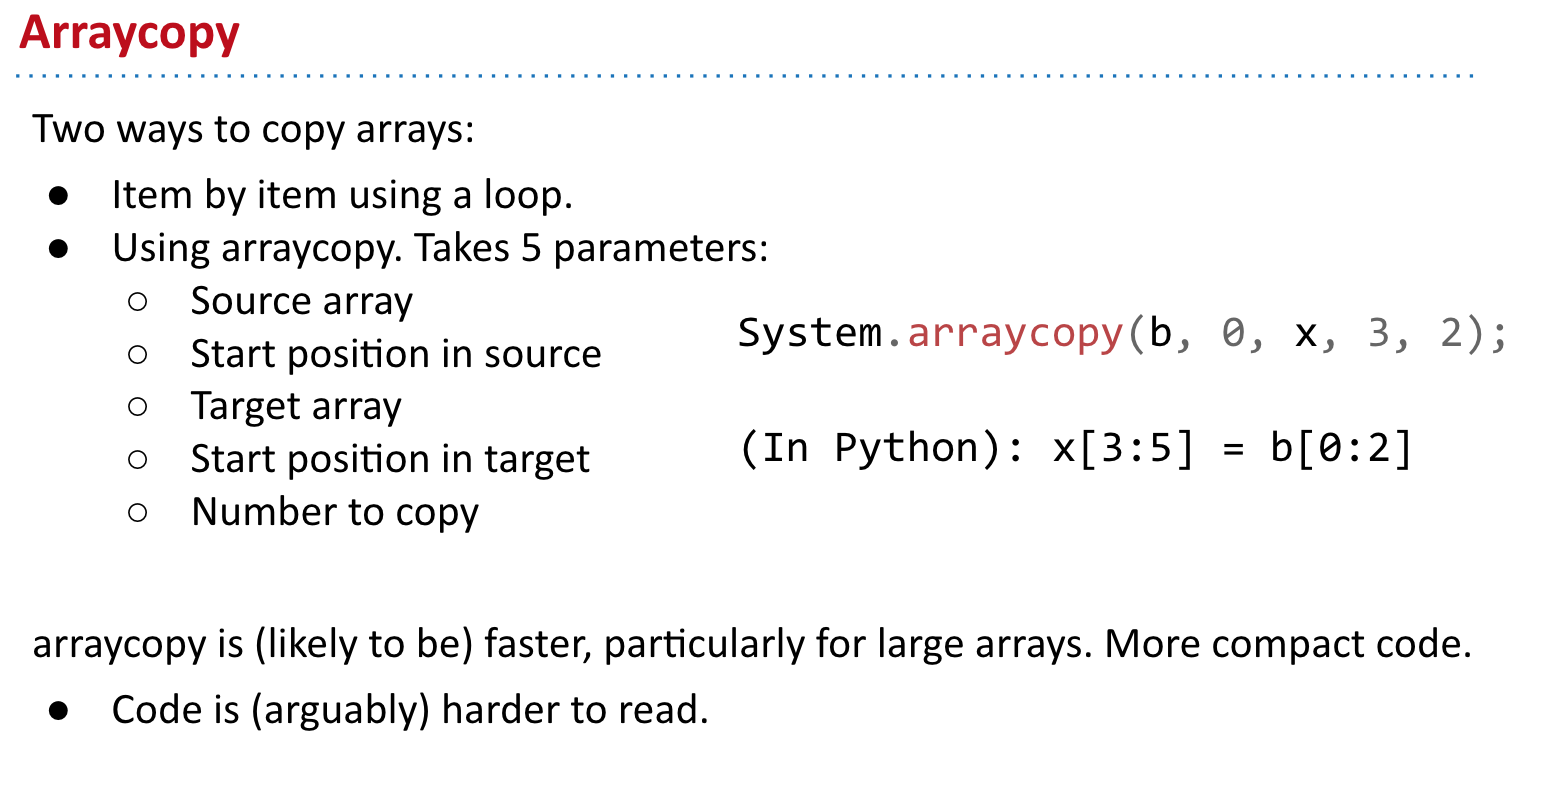 Arraycopy
Two ways to copy arrays:
● Item by item using a loop.
● Using arraycopy. Takes 5 parameters:
○ Source array
○ Start position in source
○ Target array
○ Start position in target
○ Number to copy
System.arraycopy(b, 0, x, 3, 2);
(In Python): x[3:5] = b[0:2]
arraycopy is (likely to be) faster, particularly for large arrays. More compact code.
● Code is (arguably) harder to read.